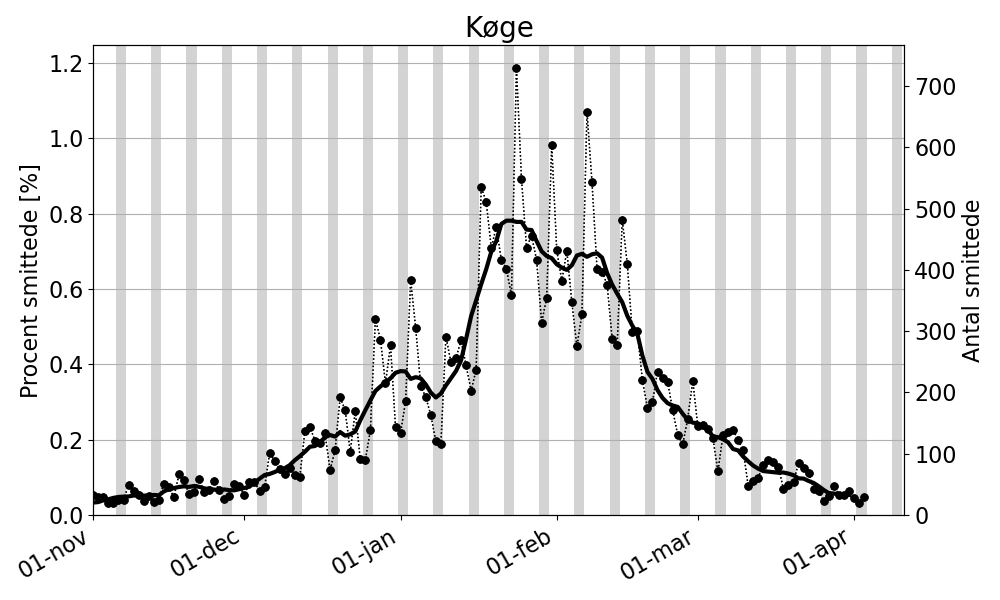 Køge
Procent smittede [%]
1.2
1.0
0.8
0.6
0.4
0.2
0.0
700
600
500
400
300
200
100
0
Antal smittede
01-nov
01-dec
01-jan
01-feb
01-mar
01-apr